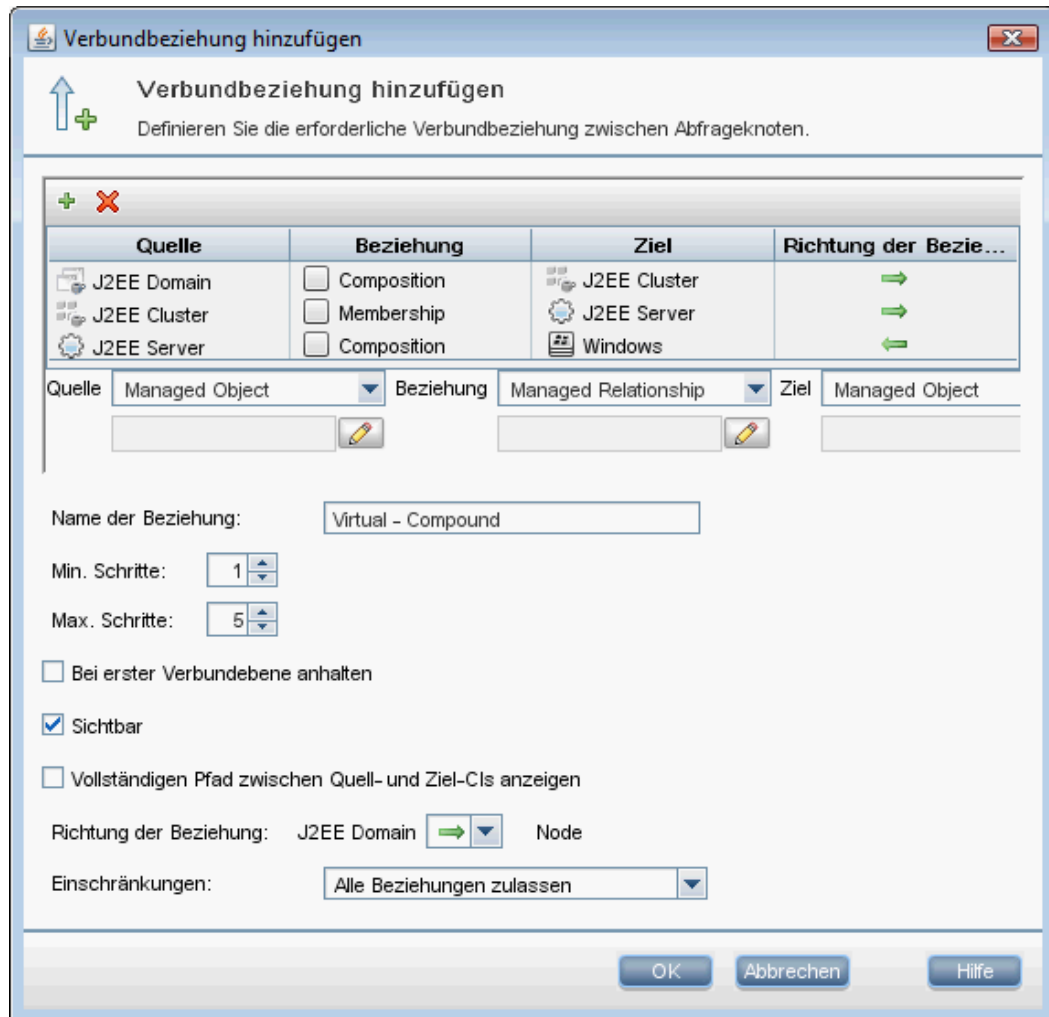 Verbundbeziehung hinzufügen
Verbundbeziehung hinzufügen
Definieren Sie die erforderliche Verbundbeziehung zwischen Abfrageknoten.
Quelle Beziehung Ziel Richtung der Bezie...
J2EE Domain Composition J2EE Cluster
J2EE Cluster Membership J2EE Server
J2EE Server Composition Windows
Quelle Managed Object Beziehung Managed Relationship Ziel Managed Object
Name der Beziehung: Virtual - Compound
Min. Schritte: 1
Max. Schritte: 5
Bei erster Verbundebene anhalten
Sichtbar
Vollständigen Pfad zwischen Quell- und Ziel-CIs anzeigen
Richtung der Beziehung: J2EE Domain Node
Einschränkungen: Alle Beziehungen zulassen
OK Abbrechen Hilfe